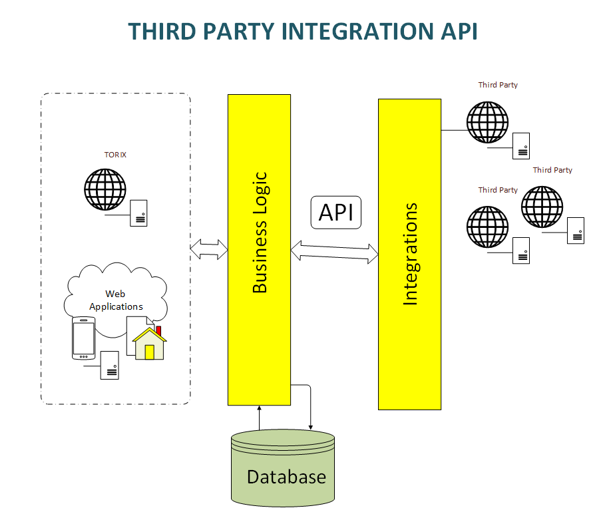 THIRD PARTY INTEGRATION API
Third Party
TORIX
Third Party
Third Party
Business Logic
API
Integrations
Web
Applications
Database